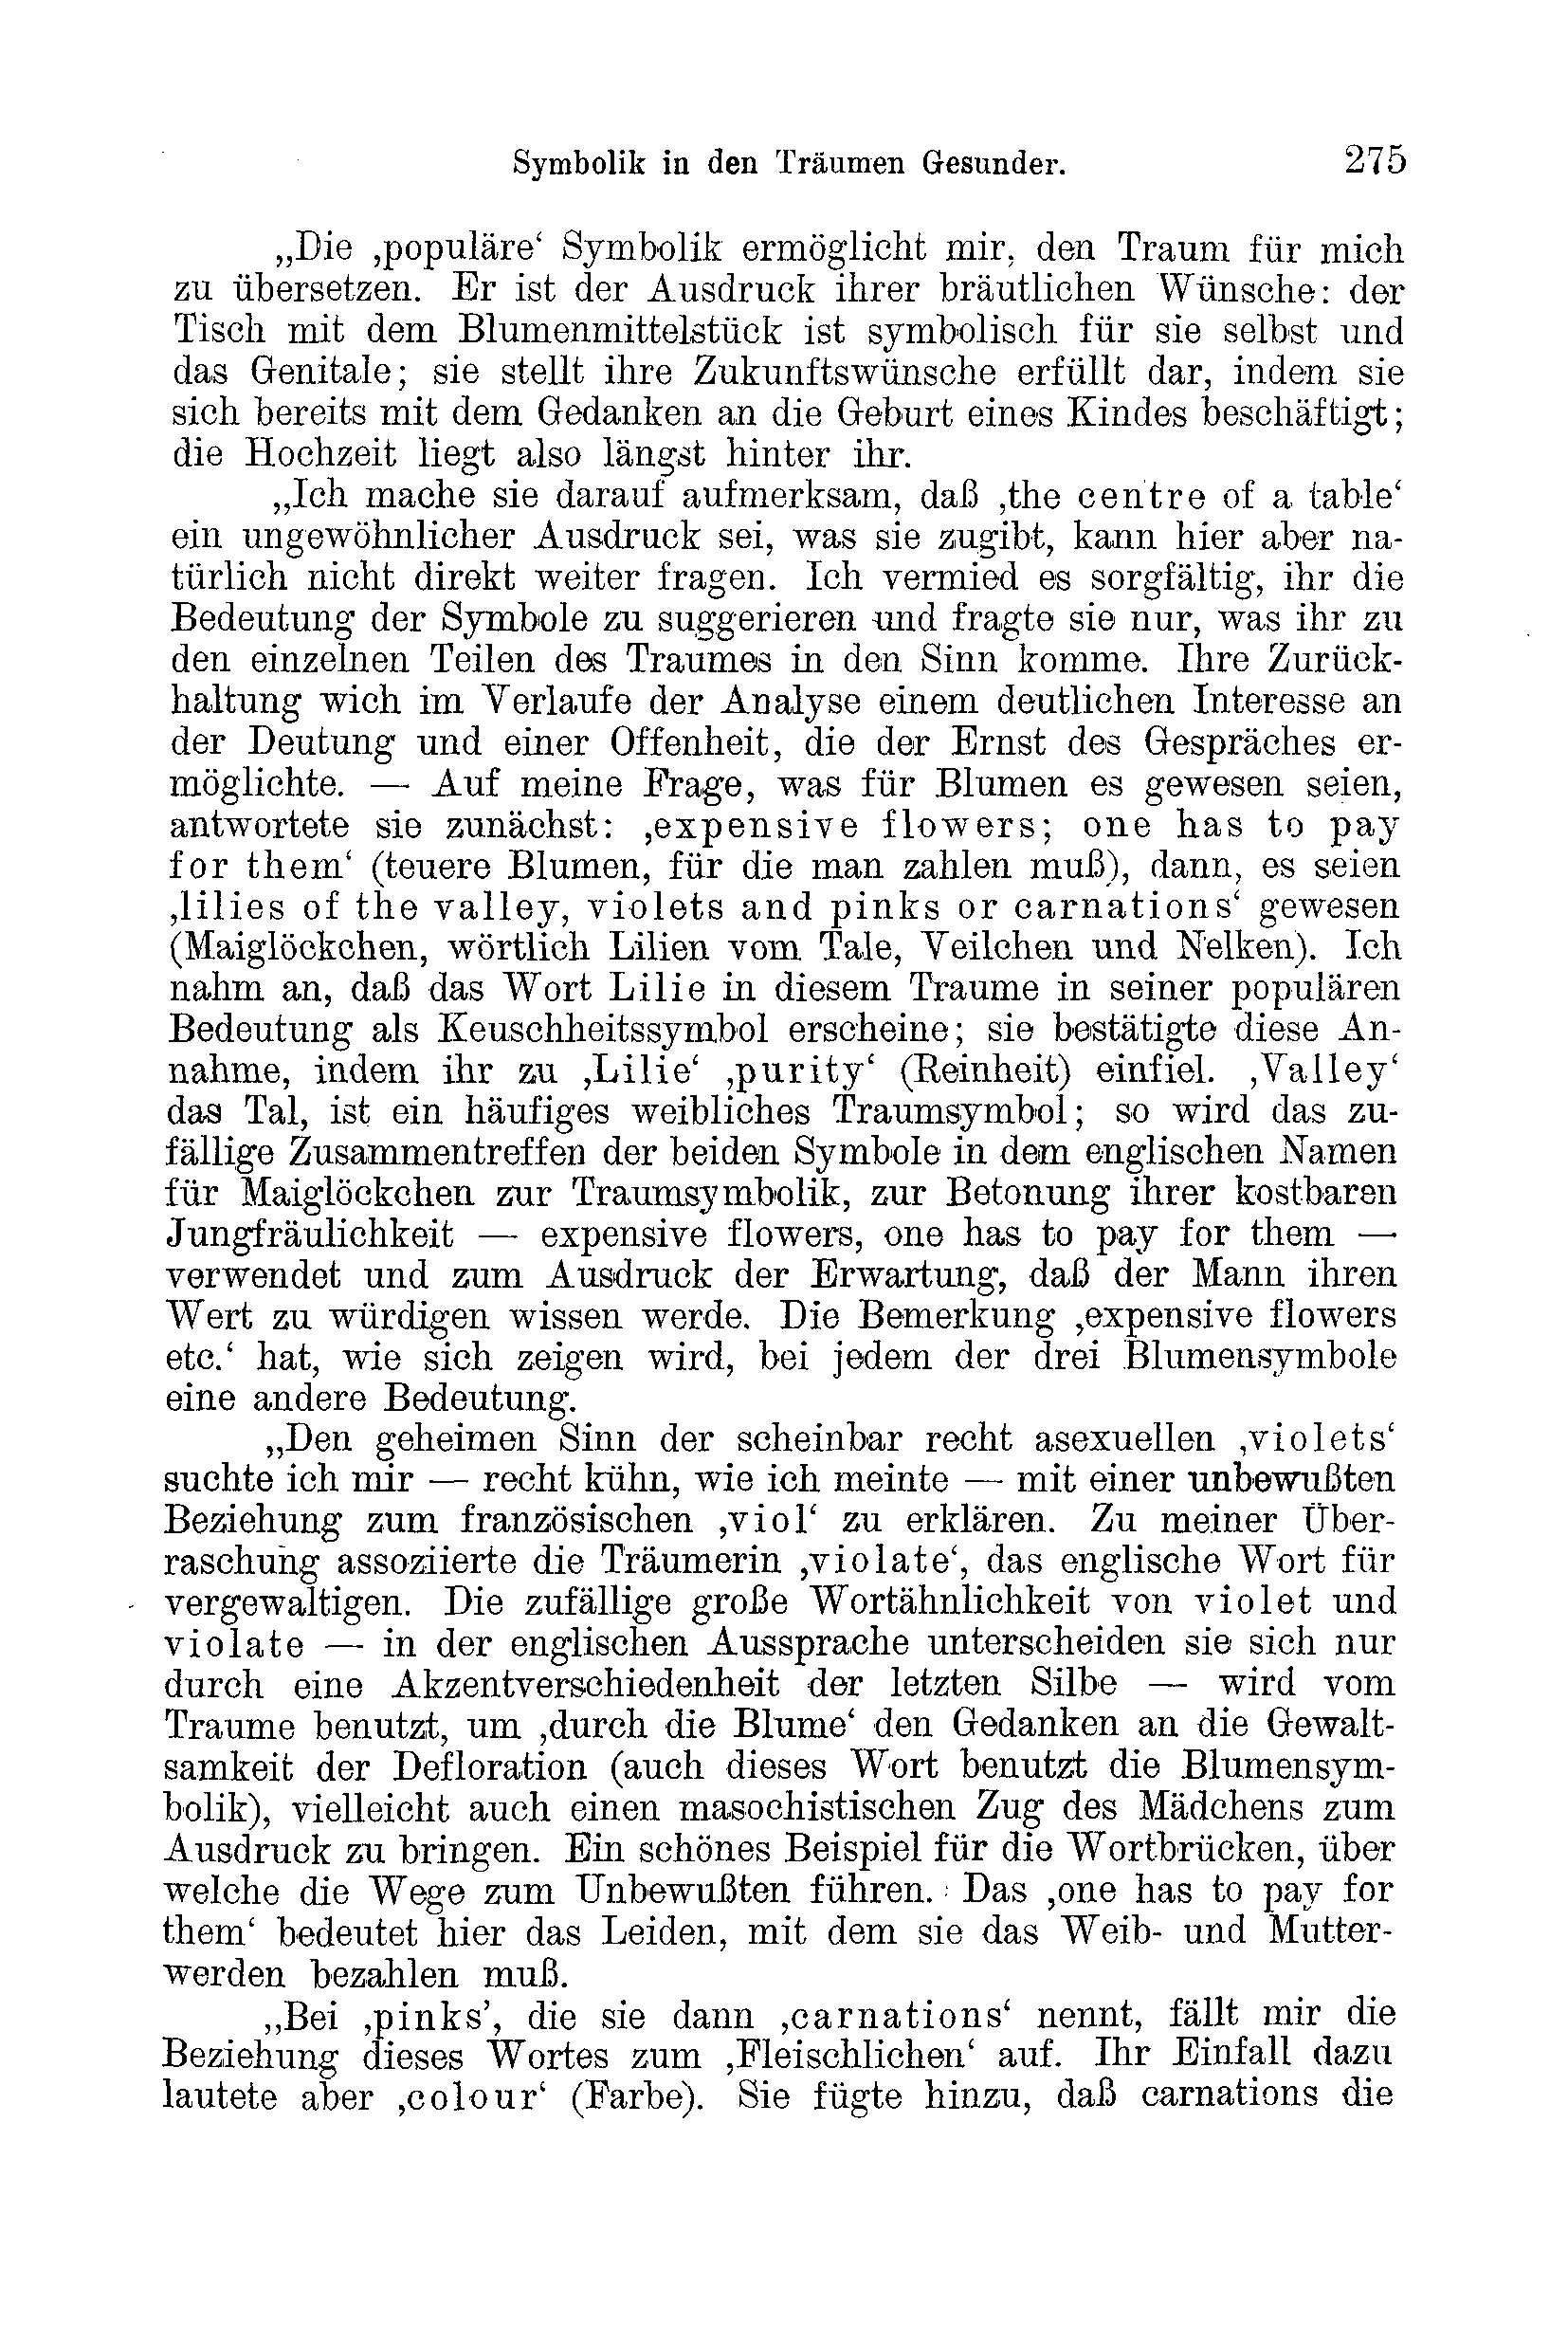 Symbolik in den Träumen Gesunder. 275
„Die ‚populäre‘ Symbolik ermöglicht mir, den Traum für mich
zu übersetzen. Er ist der Ausdruck ihrer bräutlichen Wünsche: der
Tisch mit dem Blumenmittelstück ist symbolisch für sie selbst und
das Genitale; sie stellt ihre Zukunftswünsche erfüllt dar, indem sie
sich bereits mit dem Gedanken an die Geburt eines Kindes beschäftigt;
die Hochzeit liegt also längst hinter ihr.
„Ich mache sie darauf aufmerksam, daß ‚the centre of a table‘
ein ungewöhnlicher Ausdruck sei, was sie zugibt, kann hier aber na-
türlich nicht direkt weiter fragen. Ich vermied es sorgfältig, ihr die
Bedeutung der Symbole zu suggerieren und fragte sie nur, was ihr zu
den einzelnen Teilen des Traumes in den Sinn komme. Ihre Zurück-
haltung wich im Verlaufe der Analyse einem deutlichen Interesse an
der Deutung und einer Offenheit, die der Ernst des Gespräches er-
möglichte. — Auf meine Frage, was für Blumen es gewesen seien,
antwortete sie zunächst: ‚expensive flowers; one has to pay
for them‘ (teuere Blumen, für die man zahlen muß), dann, es seien
‚lilies of the valley, violets and pinks or carnations‘ gewesen
(Maiglöckchen, wörtlich Lilien vom Tale, Veilchen und Nelken). Ich
nahm an, daß das Wort Lilie in diesem Traume in seiner populären
Bedeutung als Keuschheitssymbol erscheine; sie bestätigte diese An-
nahme, indem ihr zu ‚Lilie‘ ‚purity‘ (Reinheit) einfiel. ‚Valley‘
das Tal, ist ein häufiges weibliches Traumsymbol; so wird das zu-
fällige Zusammentreffen der beiden Symbole in dem englischen Namen
für Maiglöckchen zur Traumsymbolik, zur Betonung ihrer kostbaren
Jungfräulichkeit — expensive flowers, one has to pay for them —
verwendet und zum Ausdruck der Erwartung, daß der Mann ihren
Wert zu würdigen wissen werde. Die Bemerkung ‚expensive flowers
etc.‘ hat, wie sich zeigen wird, bei jedem der drei Blumensymbole
eine andere Bedeutung.
„Den geheimen Sinn der scheinbar recht asexuellen ‚violets‘
suchte ich mir — recht kühn, wie ich meinte — mit einer unbewußten
Beziehung zum französischen ‚viol‘ zu erklären. Zu meiner Über-
raschung assoziierte die Träumerin ‚violate‘, das englische Wort für
vergewaltigen. Die zufällige große Wortähnlichkeit von violet und
violate — in der englischen Aussprache unterscheiden sie sich nur
durch eine Akzentverschiedenheit der letzten Silbe — wird vom
Traume benutzt, um ‚durch die Blume‘ den Gedanken an die Gewalt-
samkeit der Defloration (auch dieses Wort benutzt die Blumensym-
bolik), vielleicht auch einen masochistischen Zug des Mädchens zum
Ausdruck zu bringen. Ein schönes Beispiel für die Wortbrücken, über
welche die Wege zum Unbewußten führen. Das ‚one has to pay for
them‘ bedeutet hier das Leiden, mit dem sie das Weib- und Mutter-
werden bezahlen muß.
„Bei ‚pinks’, die sie dann ‚carnations‘ nennt, fällt mir die
Beziehung dieses Wortes zum ‚Fleischlichen‘ auf. Ihr Einfall dazu
lautete aber ‚colour‘ (Farbe). Sie fügte hinzu, daß carnations die